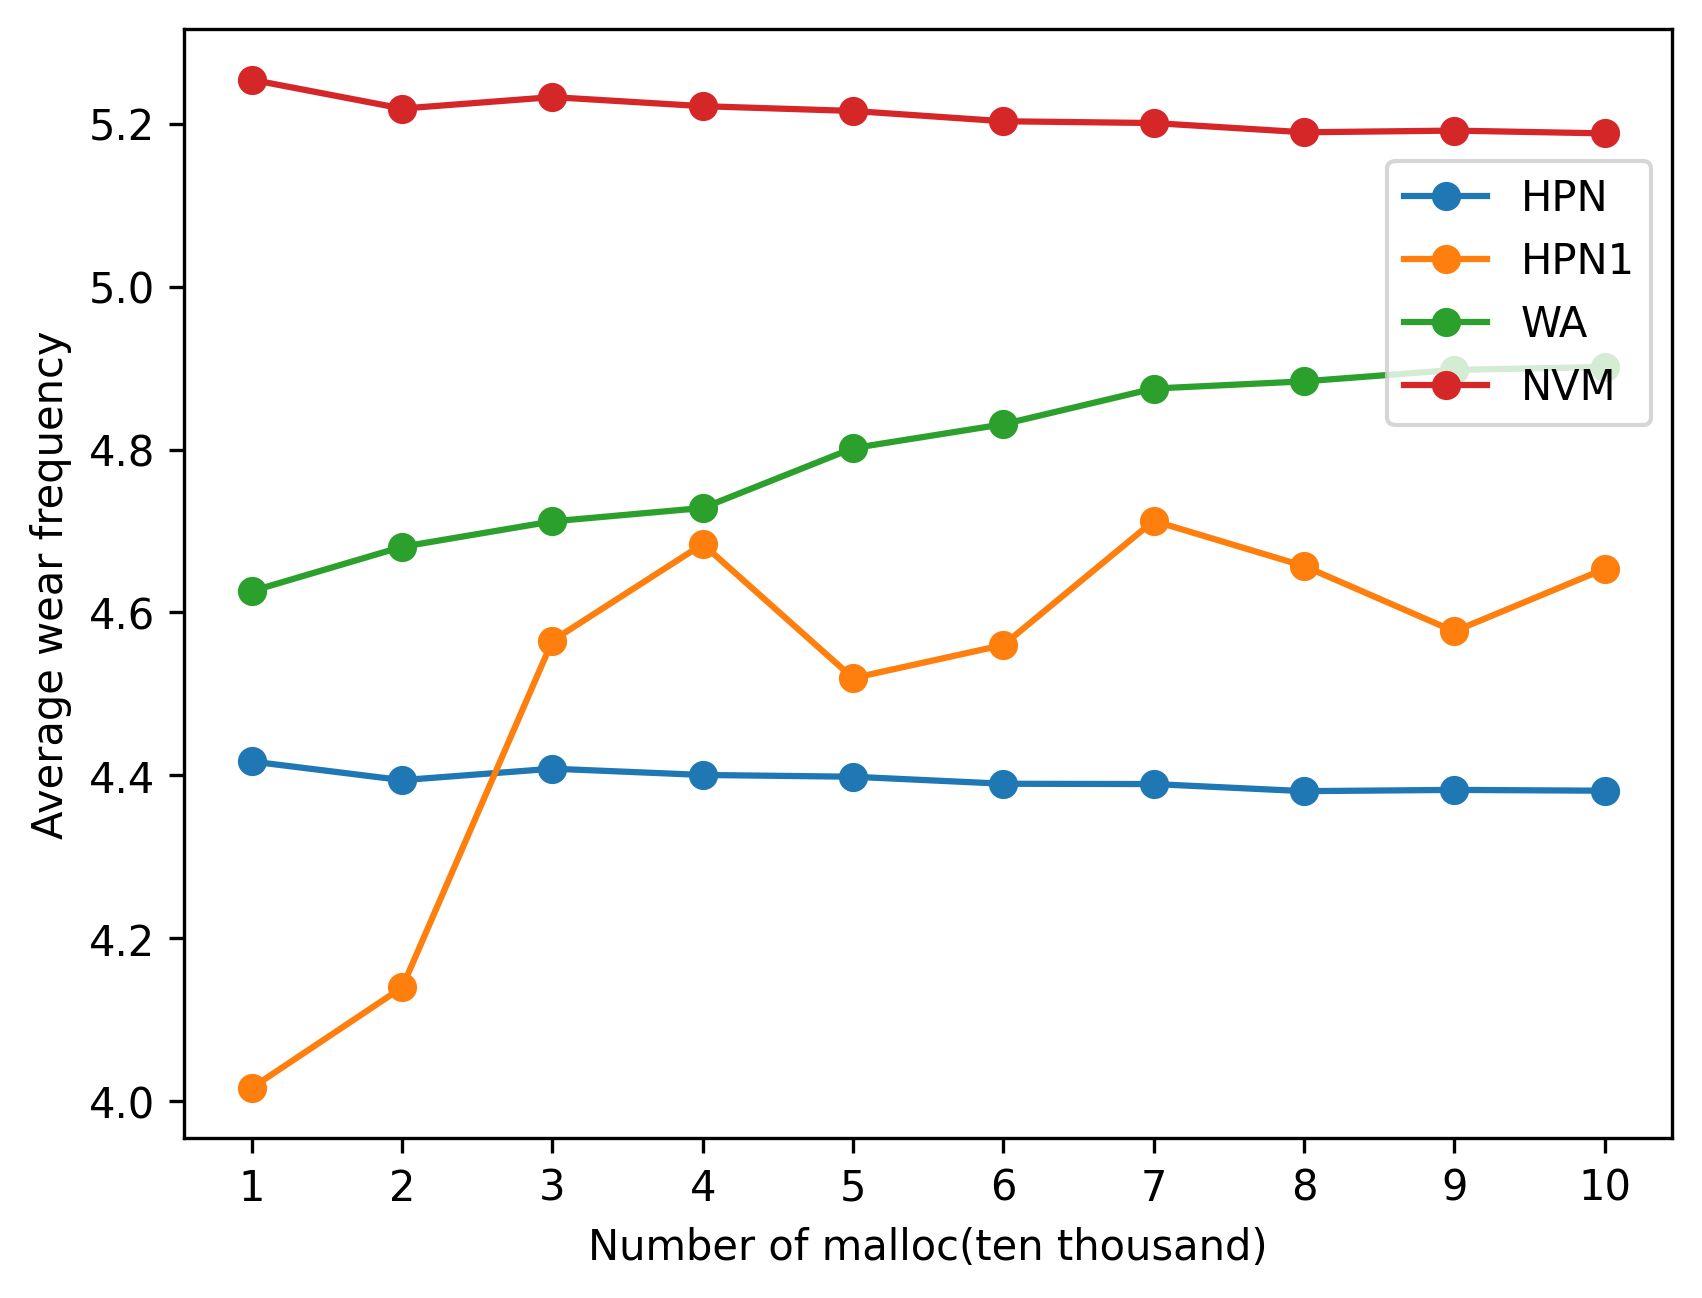 5.2
5.0
4.8
4.6
4.4
4.2
4.0
Average wear frequency
HPN
HPN1
WA
NVM
1 2 3 4 5 6 7 8 9 10
Number of malloc(ten thousand)